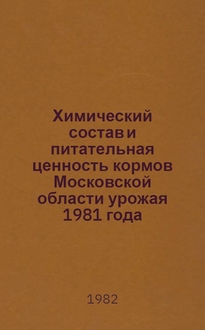 Химический
состав и
питательная
ценность кормов
Московской
области урожая
1981 года
1982